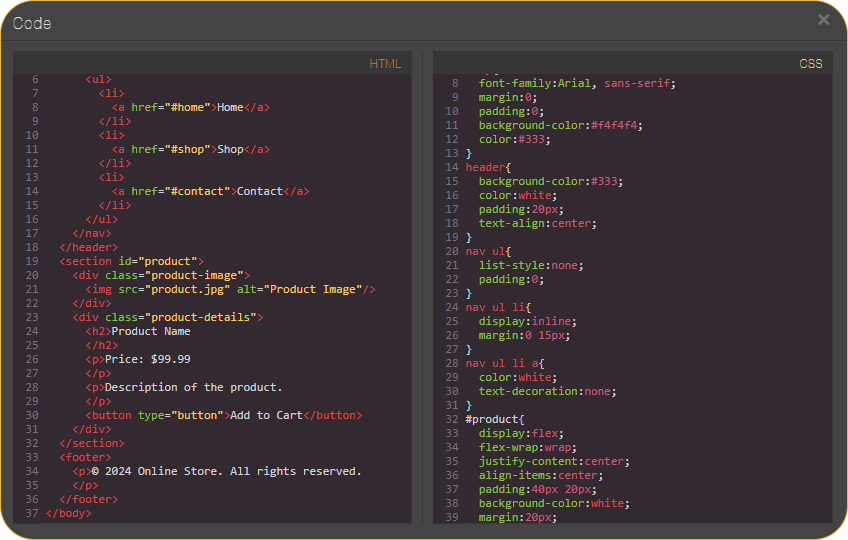 Code
×
HTML
6 <ul>
7 <li>
8 <a href="#home">Home</a>
9 </li>
10 <li>
11 <a href="#shop">Shop</a>
12 </li>
13 <li>
14 <a href="#contact">Contact</a>
15 </li>
16 </ul>
17 </nav>
18 </header>
19 <section id="product">
20 <div class="product-image">
21 <img src="product.jpg" alt="Product Image"/>
22 </div>
23 <div class="product-details">
24 <h2>Product Name
25 </h2>
26 <p>Price: $99.99
27 </p>
28 <p>Description of the product.
29 </p>
30 <button type="button">Add to Cart</button>
31 </div>
32 </section>
33 <footer>
34 <p>© 2024 Online Store. All rights reserved.
35 </p>
36 </footer>
37 </body>
CSS
8 font-family:Arial, sans-serif;
9 margin:0;
10 padding:0;
11 background-color:#f4f4f4;
12 color:#333;
13 }
14 header{
15 background-color:#333;
16 color:white;
17 padding:20px;
18 text-align:center;
19 }
20 nav ul{
21 list-style:none;
22 padding:0;
23 }
24 nav ul li{
25 display:inline;
26 margin:0 15px;
27 }
28 nav ul li a{
29 color:white;
30 text-decoration:none;
31 }
32 #product{
33 display:flex;
34 flex-wrap:wrap;
35 justify-content:center;
36 align-items:center;
37 padding:40px 20px;
38 background-color:white;
39 margin:20px;